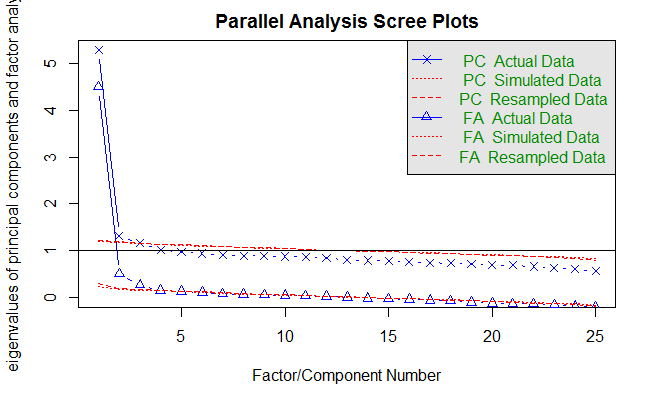 Parallel Analysis Scree Plots
eigenvalues of principal components and factor analy
5
4
3
2
1
0
PC Actual Data
PC Simulated Data
PC Resampled Data
FA Actual Data
FA Simulated Data
FA Resampled Data
5 10 15 20 25
Factor/Component Number